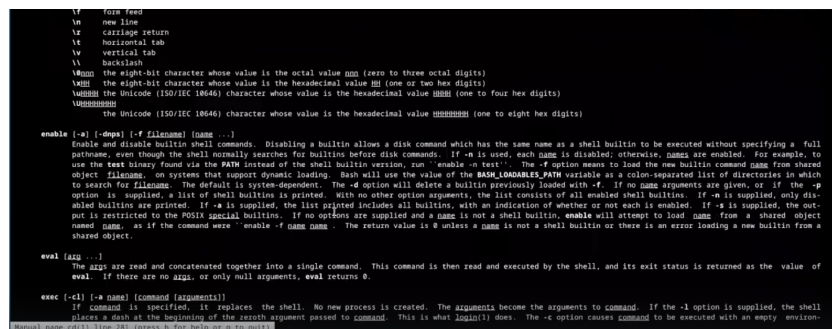 \f form feed
\n new line
\r carriage return
\t horizontal tab
\v vertical tab
\\ backslash
\0nnn the eight-bit character whose value is the octal value nnn (zero to three octal digits)
\xHH the eight-bit character whose value is the hexadecimal value HH (one or two hex digits)
\uHHHH the Unicode (ISO/IEC 10646) character whose value is the hexadecimal value HHHH (one to four hex digits)
\UHHHHHHHH
the Unicode (ISO/IEC 10646) character whose value is the hexadecimal value HHHHHHHH (one to eight hex digits)
enable [-a] [-dnps] [-f filename] [name ...]
Enable and disable builtin shell commands. Disabling a builtin allows a disk command which has the same name as a shell builtin to be executed without specifying a full
pathname, even though the shell normally searches for builtins before disk commands. If -n is used, each name is disabled; otherwise, names are enabled. For example, to
use the test binary found via the PATH instead of the shell builtin version, run ``enable -n test''. The -f option means to load the new builtin command name from shared
object filename, on systems that support dynamic loading. Bash will use the value of the BASH_LOADABLES_PATH variable as a colon-separated list of directories in which
to search for filename. The default is system-dependent. The -d option will delete a builtin previously loaded with -f. If no name arguments are given, or if the -p
option is supplied, a list of shell builtins is printed. With no other option arguments, the list consists of all enabled shell builtins. If -n is supplied, only dis-
abled builtins are printed. If -a is supplied, the list printed includes all builtins, with an indication of whether or not each is enabled. If -s is supplied, the out-
put is restricted to the POSIX special builtins. If no options are supplied and a name is not a shell builtin, enable will attempt to load name from a shared object
named name, as if the command were ``enable -f name name . The return value is 0 unless a name is not a shell builtin or there is an error loading a new builtin from a
shared object.
eval [arg ...]
The args are read and concatenated together into a single command. This command is then read and executed by the shell, and its exit status is returned as the value of
eval. If there are no args, or only null arguments, eval returns 0.
exec [-cl] [-a name] [command [arguments]]
If command is specified, it replaces the shell. No new process is created. The arguments become the arguments to command. If the -l option is supplied, the shell
places a dash at the beginning of the zeroth argument passed to command. This is what login(1) does. The -c option causes command to be executed with an empty environ-
Manual page cd(1) line 281 (press h for help or q to quit)